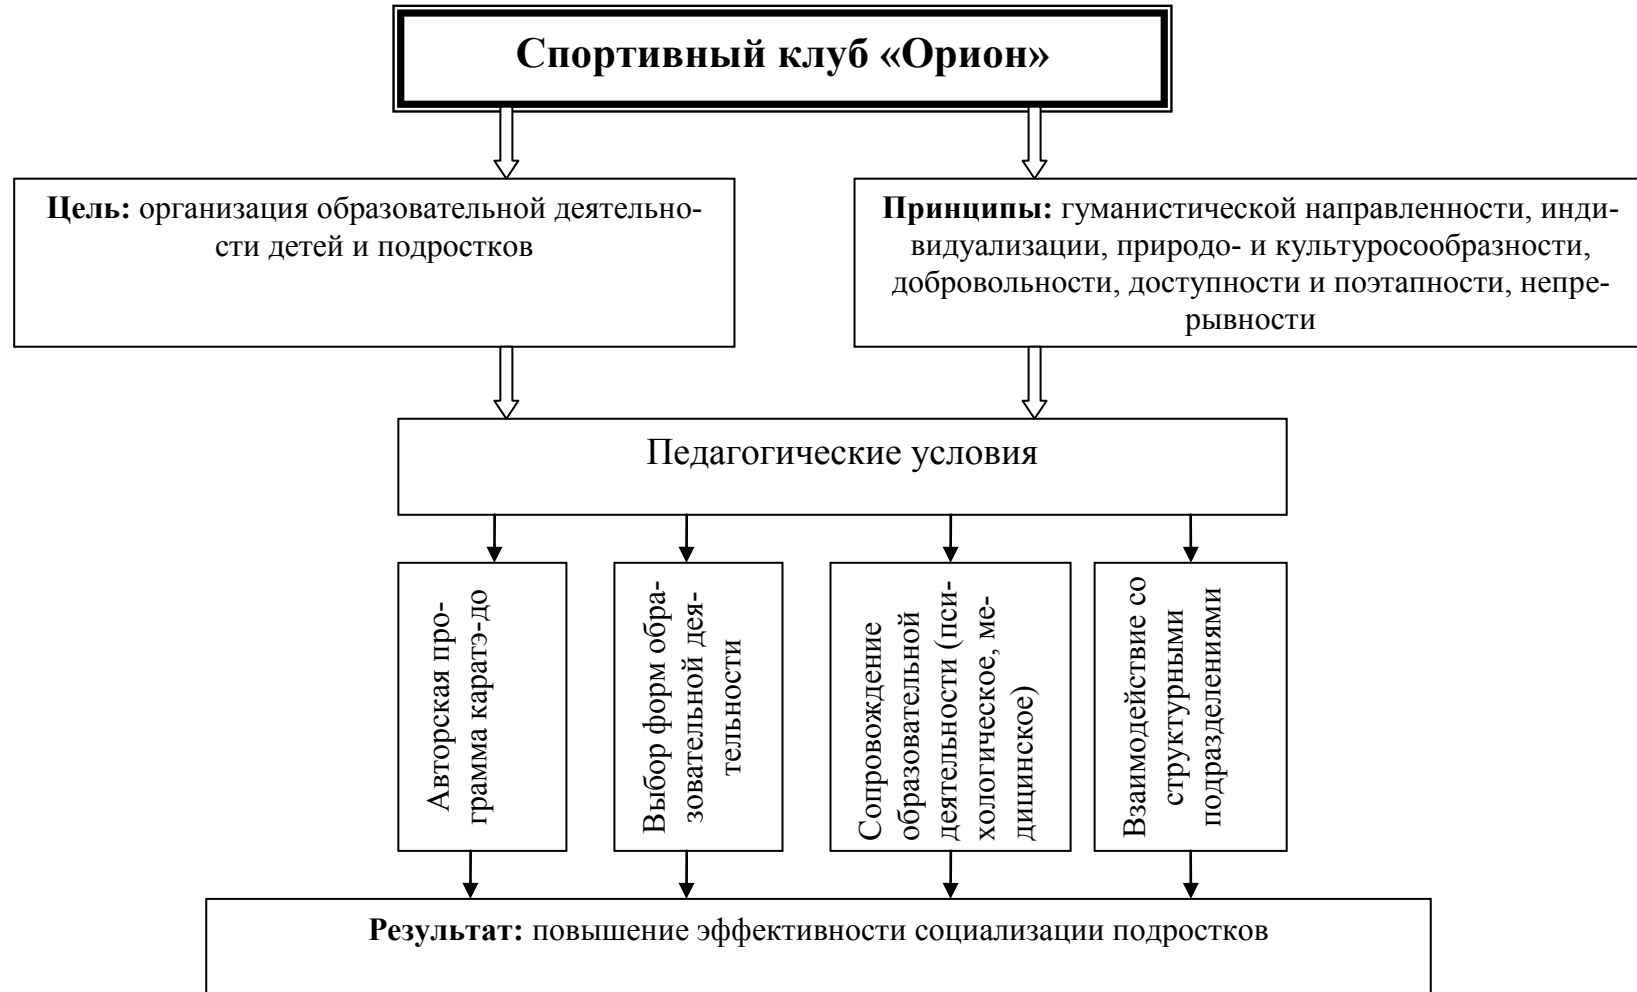 Спортивный клуб «Орион»
Цель: организация образовательной деятельно-
сти детей и подростков
Принципы: гуманистической направленности, инди-
видуализации, природо- и культуросообразности,
добровольности, доступности и поэтапности, непре-
рывности
Педагогические условия
Авторская про-
грамма каратэ-до
Выбор форм обра-
зовательной дея-
тельности
Сопровождение
образовательной
деятельности (пси-
хологическое, ме-
дицинское)
Взаимодействие со
структурными
подразделениями
Результат: повышение эффективности социализации подростков